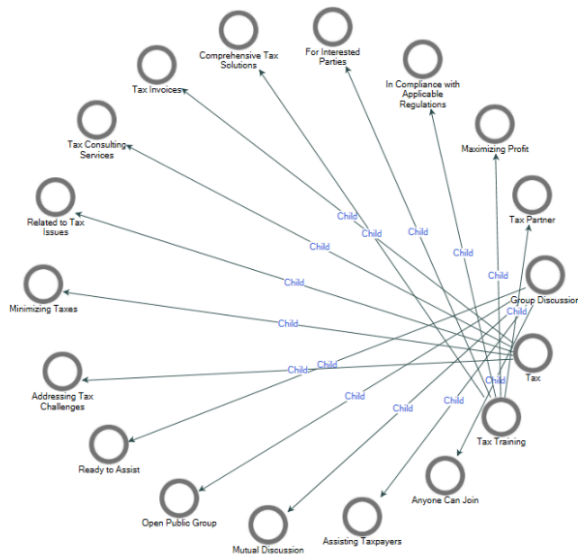 For Interested
Parties
Comprehensive Tax
Solutions
In Compliance with
Applicable
Regulations
Tax Invoices
Maximizing Profit
Tax Consulting
Services
Tax Partner
Related to Tax
Issues
Child
Child
Child
Child
Child
Child
Group Discussion
Child
Minimizing Taxes
Child
Child
Child
Child
Child
Tax
Addressing Tax
Challenges
Child
Child
Child
Child
Tax Training
Ready to Assist
Anyone Can Join
Open Public Group
Assisting Taxpayers
Mutual Discussion